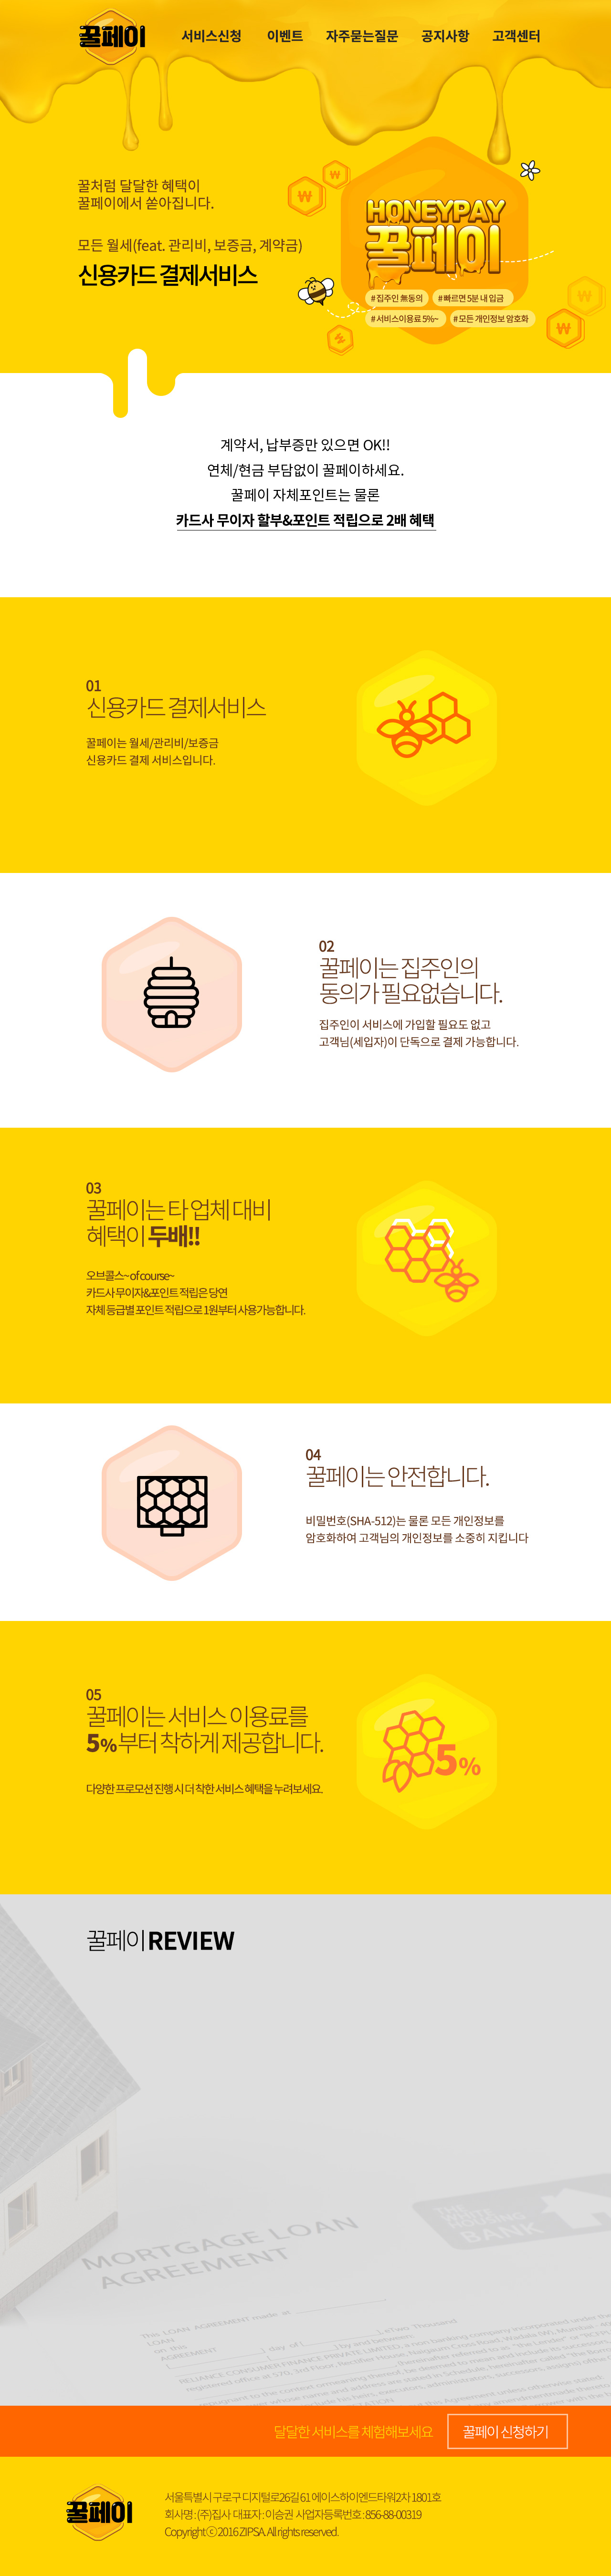 꿀페이
서비스신청 이벤트 자주묻는질문 공지사항 고객센터
꿀처럼 달달한 혜택이
꿀페이에서 쏟아집니다.
모든 월세(feat. 관리비, 보증금, 계약금)
신용카드 결제서비스
HONEYPAY
꿀페이
# 집주인 無동의 # 빠르면 5분 내 입금
# 서비스이용료 5%~ # 모든 개인정보 암호화
계약서, 납부증만 있으면 OK!!
연체/현금 부담없이 꿀페이하세요.
꿀페이 자체포인트는 물론
카드사 무이자 할부&포인트 적립으로 2배 혜택
01
신용카드 결제서비스
꿀페이는 월세/관리비/보증금
신용카드 결제 서비스입니다.
02
꿀페이는 집주인의
동의가 필요없습니다.
집주인이 서비스에 가입할 필요도 없고
고객님(세입자)이 단독으로 결제 가능합니다.
03
꿀페이는 타 업체 대비
혜택이 두배!!
오브콜스~ of course~
카드사 무이자&포인트 적립은 당연
자체 등급별 포인트 적립으로 1원부터 사용가능합니다.
04
꿀페이는 안전합니다.
비밀번호(SHA-512)는 물론 모든 개인정보를
암호화하여 고객님의 개인정보를 소중히 지킵니다
05
꿀페이는 서비스 이용료를
5%부터 착하게 제공합니다.
다양한 프로모션 진행 시 더 착한 서비스 혜택을 누려보세요.
5%
꿀페이 REVIEW
MORTGAGE LOAN
AGREEMENT
BANK
This LOAN AGREEMENT made at
LOAN
on this
AGREEMENT
day of
Two Thousand
by and between
달달한 서비스를 체험해보세요 꿀페이 신청하기
꿀페이
서울특별시 구로구 디지털로26길 61 에이스하이엔드타워2차 1801호
회사명 : (주)집사 대표자 : 이승권 사업자등록번호 : 856-88-00319
Copyright ⓒ 2016 ZIPSA. All rights reserved.